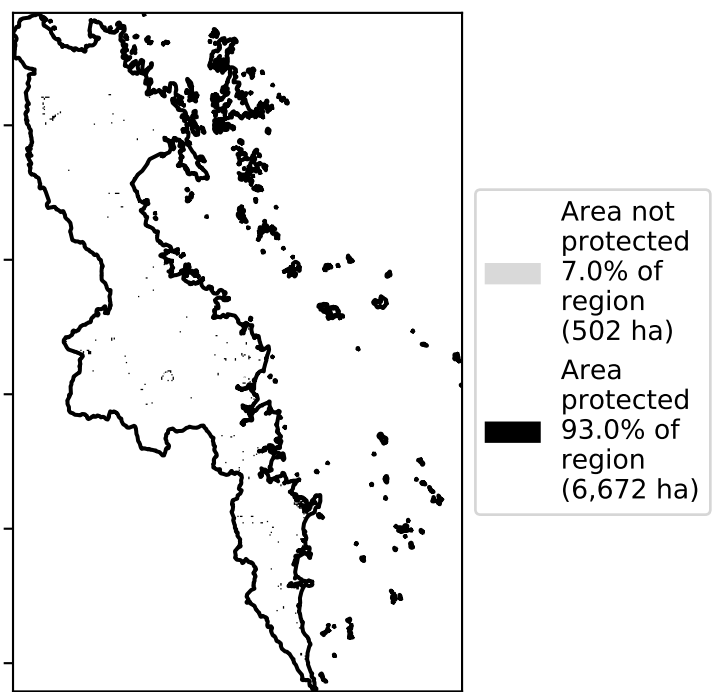 Area not
protected
7.0% of
region
(502 ha)
Area
protected
93.0% of
region
(6,672 ha)